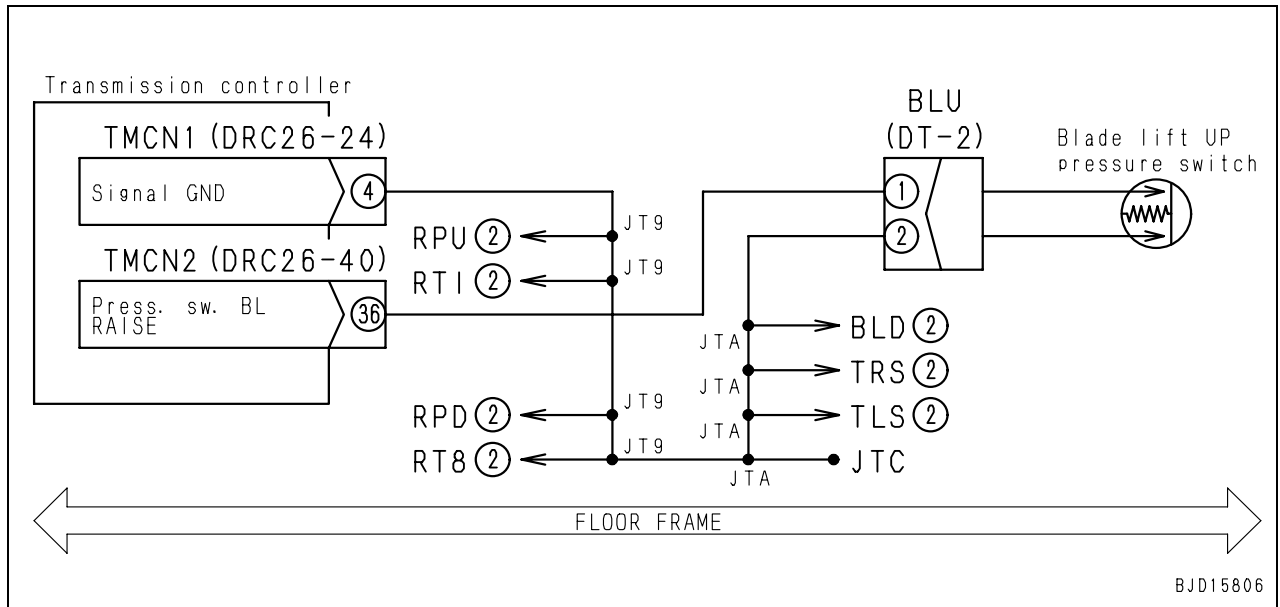 Transmission controller
TMCN1 (DRC26-24)
Signal GND
4
TMCN2 (DRC26-40)
Press. sw. BL
RAISE
36
RPU 2
JT9
RTI 2
JT9
RPD 2
JT9
RT8 2
JT9
BLU
(DT-2)
1
2
Blade lift UP
pressure switch
JTA
BLD 2
JTA
TRS 2
JTA
TLS 2
JTA
JTC
FLOOR FRAME
BJD15806